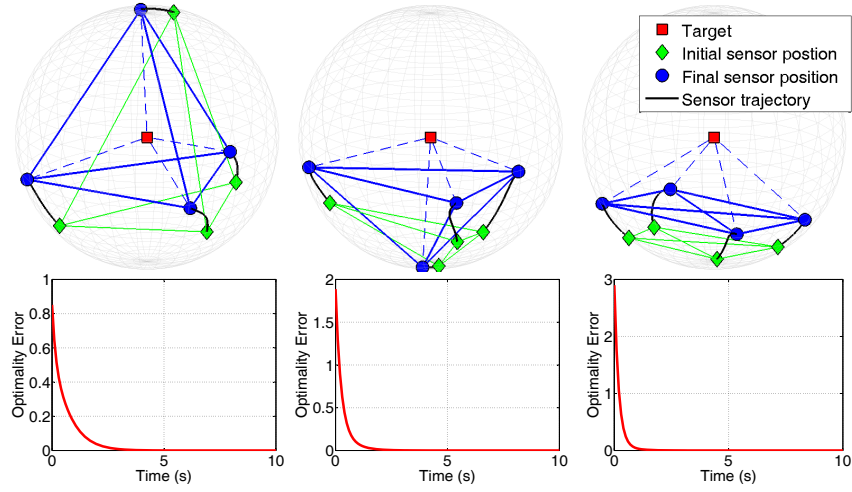 Target
Initial sensor postion
Final sensor position
Sensor trajectory
1
0.8
0.6
0.4
0.2
0
Optimality Error
0
5
10
Time (s)
2
1.5
1
0.5
0
Optimality Error
0
5
10
Time (s)
3
2
1
0
Optimality Error
0
5
10
Time (s)